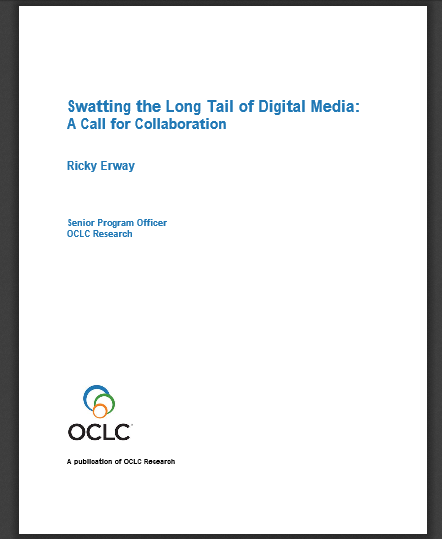 Swatting the Long Tail of Digital Media:
A Call for Collaboration
Ricky Erway
Senior Program Officer
OCLC Research
OCLC
A publication of OCLC Research